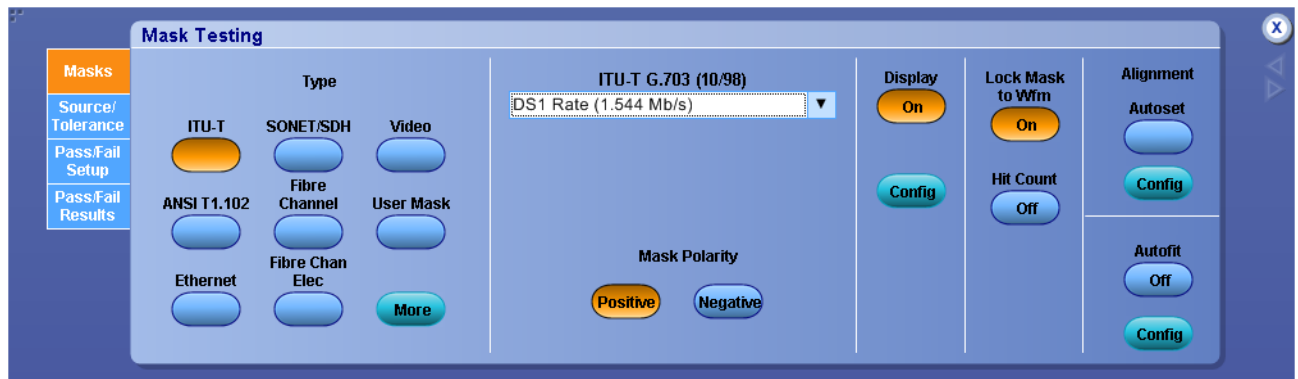 Mask Testing
X
Masks
Source/
Tolerance
Pass/Fail
Setup
Pass/Fail
Results
Type
ITU-T
SONET/SDH
Video
ANSI T1.102
Fibre
Channel
User Mask
Ethernet
Fibre Chan
Elec
More
ITU-T G.703 (10/98)
DS1 Rate (1.544 Mb/s)
Mask Polarity
Positive
Negative
Display
On
Config
Lock Mask
to Wfm
On
Hit Count
Off
Alignment
Autoset
Config
Autofit
Off
Config